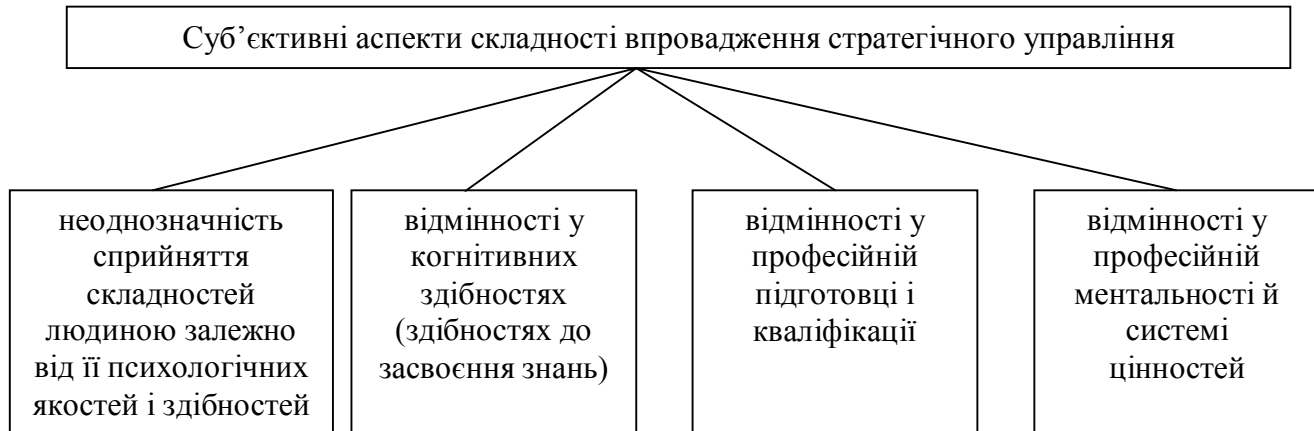 Суб’єктивні аспекти складності впровадження стратегічного управління
неоднозначність
сприйняття
складностей
людиною залежно
від її психологічних
якостей і здібностей
відмінності у
когнітивних
здібностях
(здібностях до
засвоєння знань)
відмінності у
професійній
підготовці і
кваліфікації
відмінності у
професійній
ментальності й
системі
цінностей